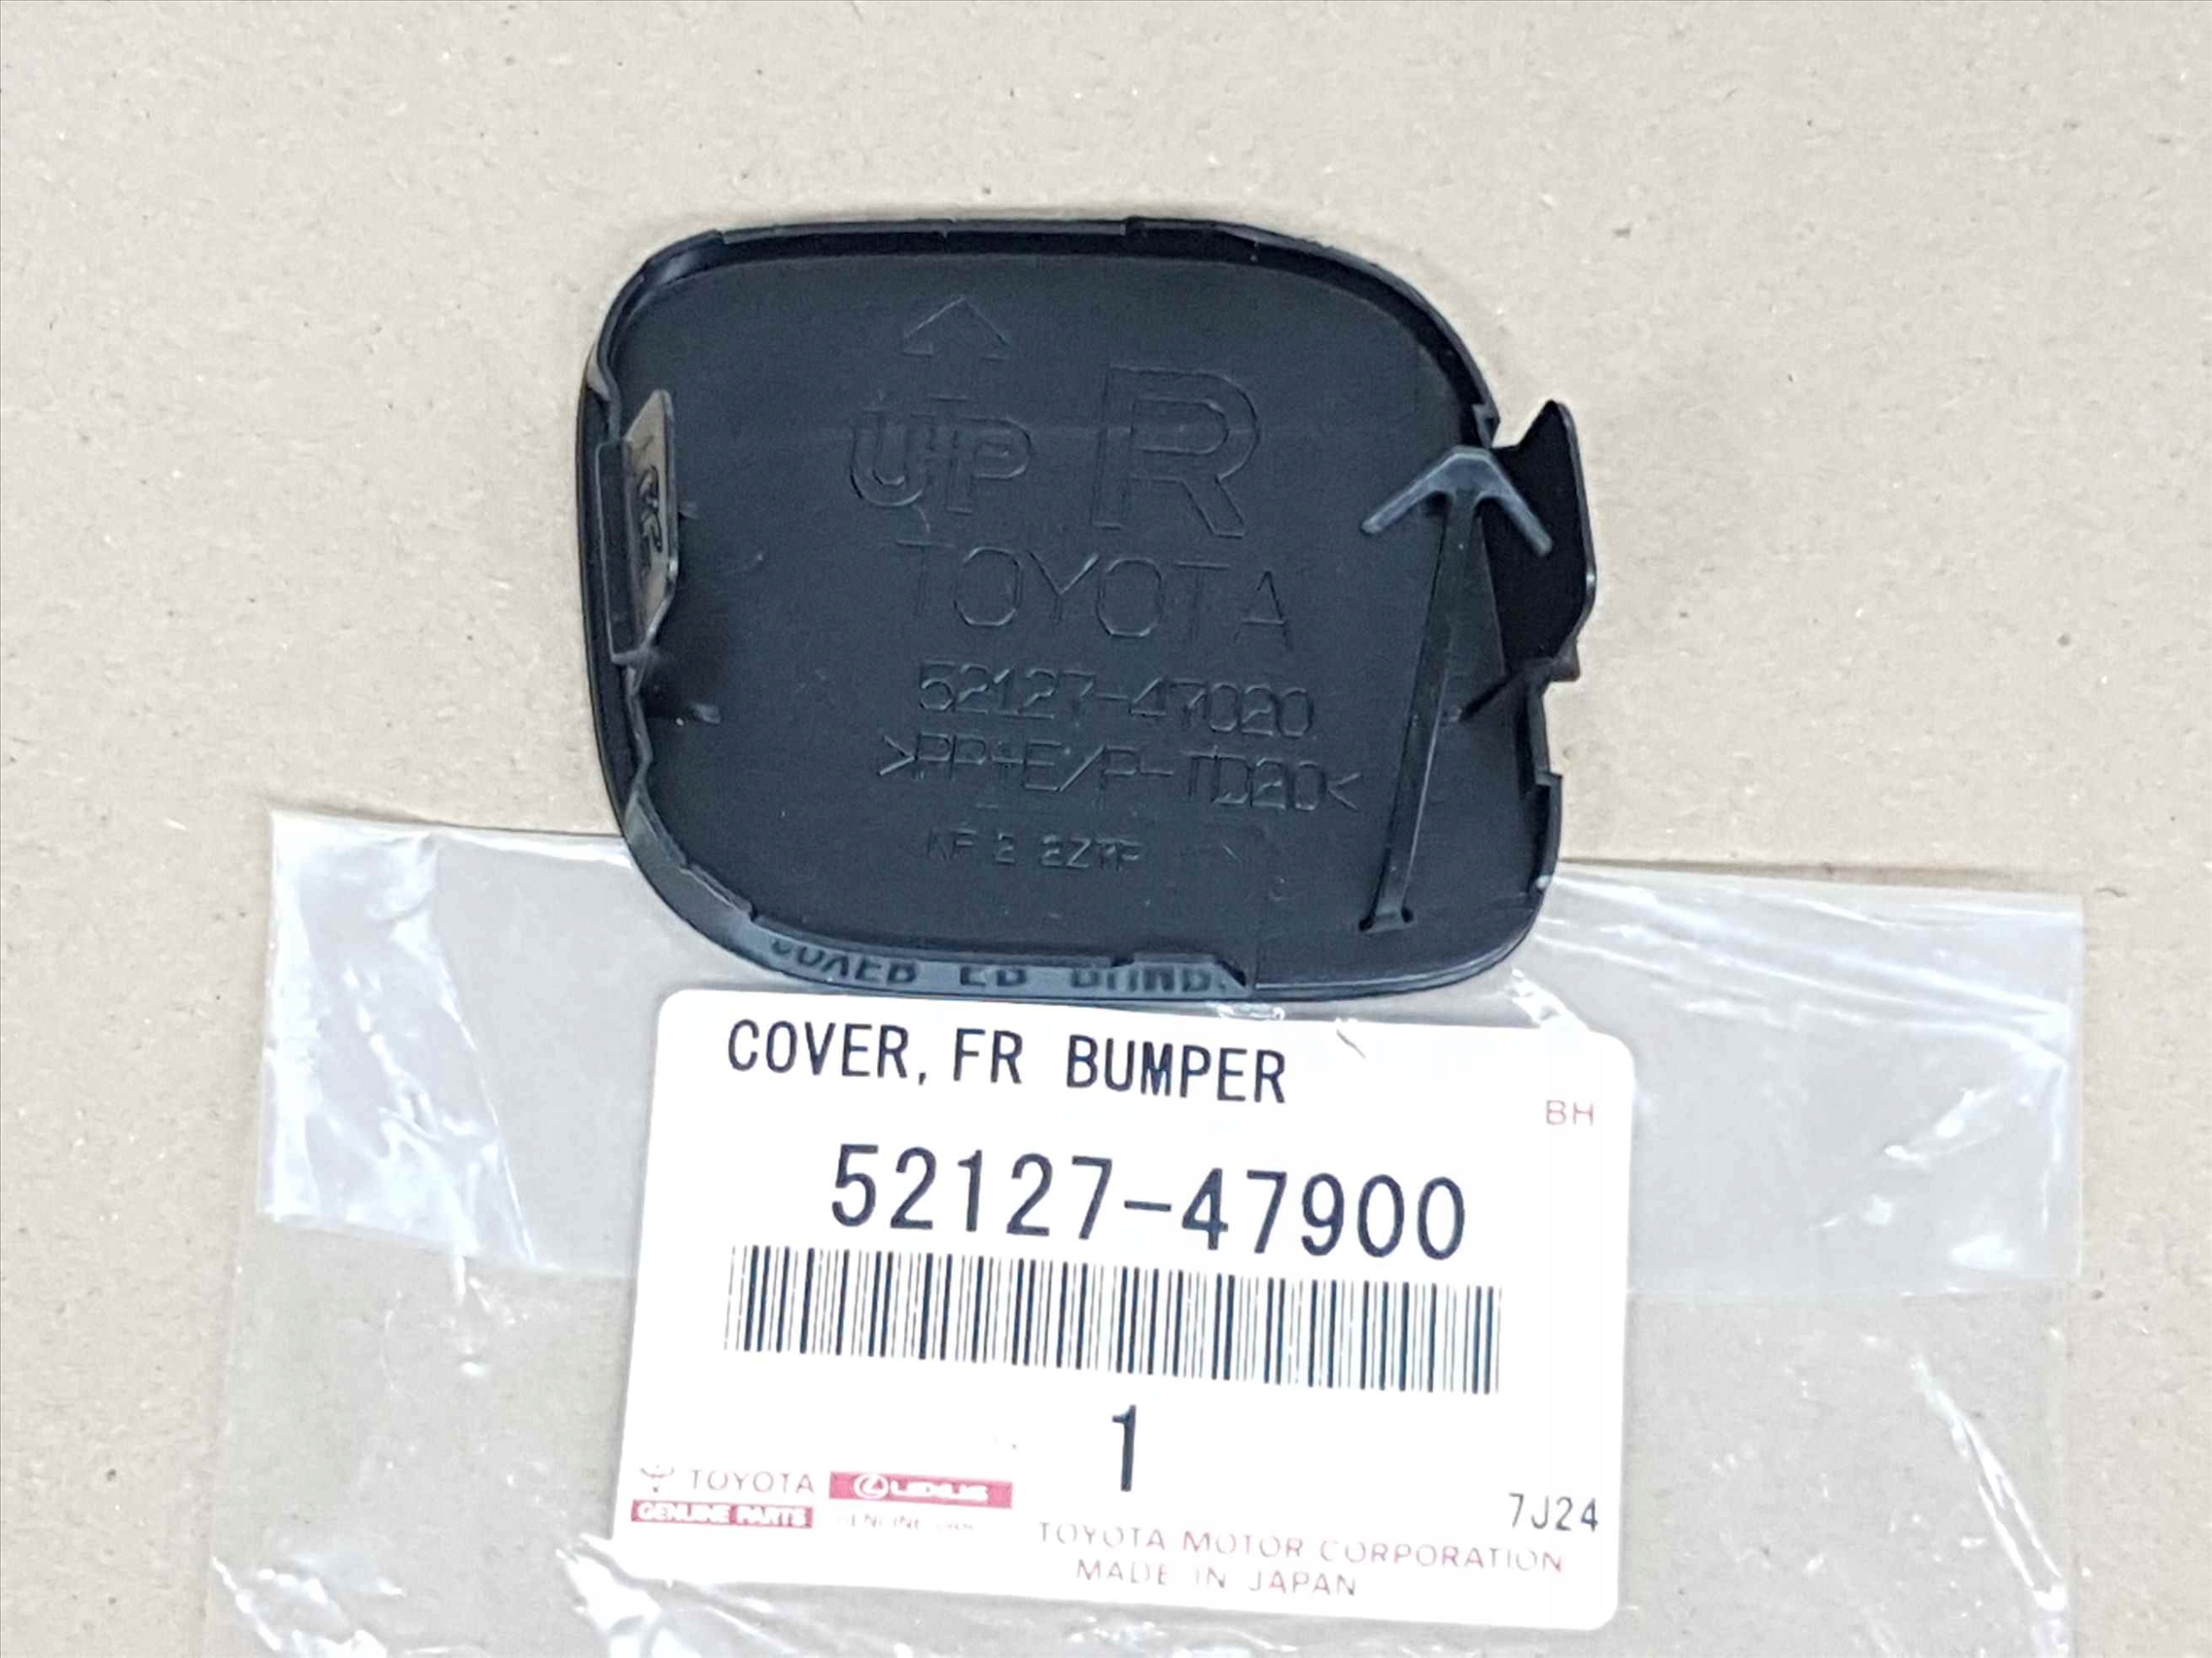 UP R
TOYOTA
52127-47020
>PP+E/P-TD20<
COVER, FR BUMPER
BH
52127-47900
1
TOYOTA LEXUS
GENUINE PARTS
7J24
TOYOTA MOTOR CORPORATION
MADE IN JAPAN